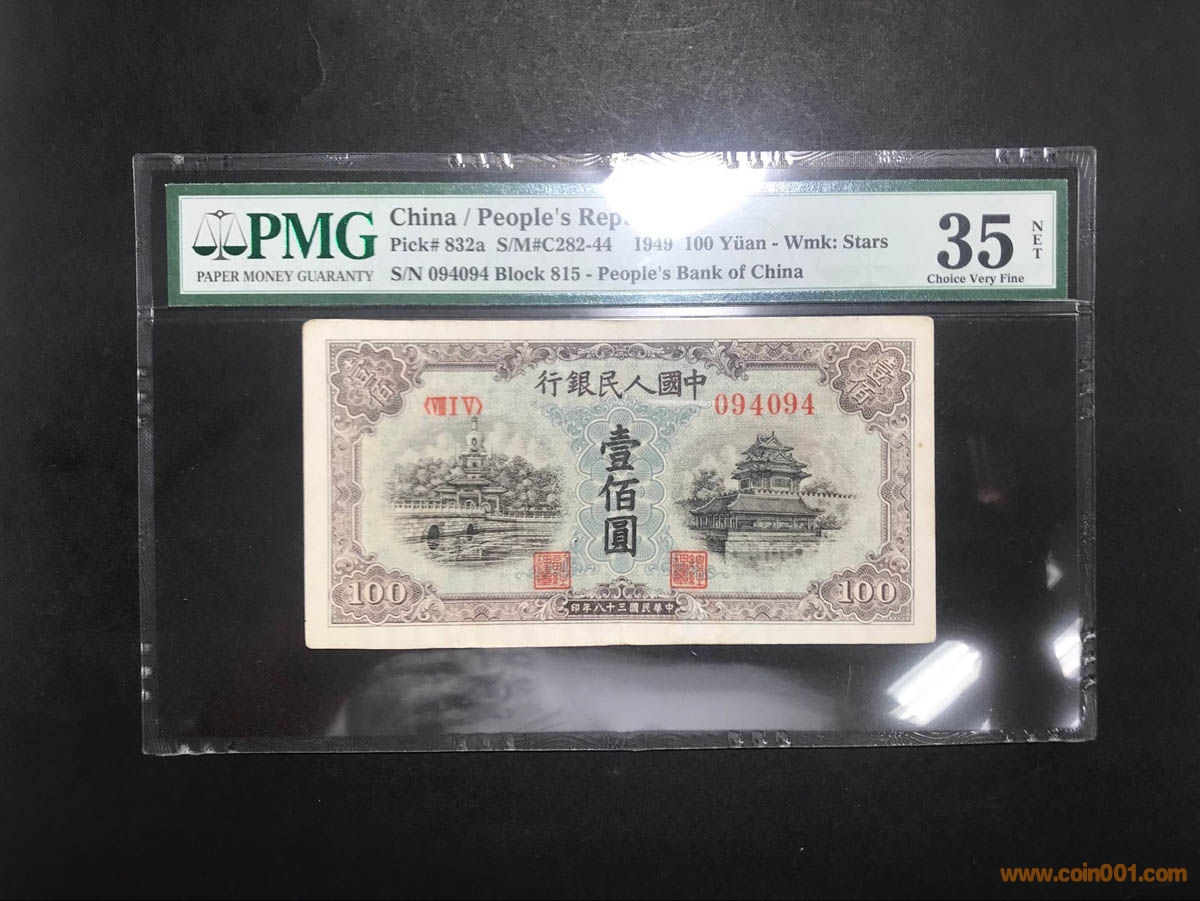 PMG
PAPER MONEY GUARANTY
China / People's
Pick# 832a S/M#C282-44 1949 100 Yüan - Wmk: Stars
S/N 094094 Block 815 - People's Bank of China
35
NET
Choice Very Fine
行銀民人國中
〈ⅧⅠⅤ〉
094094
壹佰圓
100
100
印年八十三國民華中
www.coin001.com